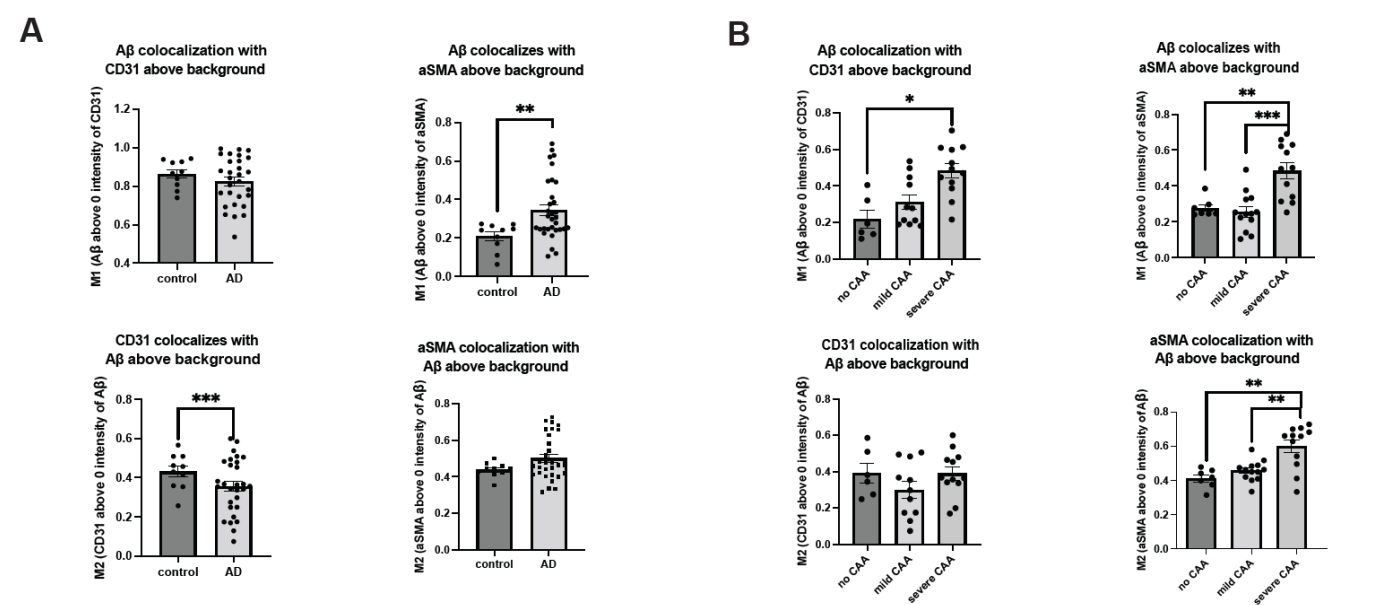 A
Aβ colocalization with
CD31 above background
M1 (Aβ above 0 intensity of CD31)
1.2
1.0
0.8
0.6
0.4
control
AD
Aβ colocalizes with
aSMA above background
M1 (Aβ above 0 intensity of aSMA)
0.8
0.6
0.4
0.2
0.0
**
control
AD
CD31 colocalizes with
Aβ above background
M2 (CD31 above 0 intensity of Aβ)
0.8
0.6
0.4
0.2
0.0
***
control
AD
aSMA colocalization with
Aβ above background
M2 (aSMA above 0 intensity of Aβ)
0.8
0.6
0.4
0.2
0.0
control
AD
B
Aβ colocalization with
CD31 above background
M1 (Aβ above 0 intensity of CD31)
0.8
0.6
0.4
0.2
0.0
*
no CAA
mild CAA
severe CAA
Aβ colocalizes with
aSMA above background
M1 (Aβ above 0 intensity of aSMA)
0.8
0.6
0.4
0.2
0.0
**
***
no CAA
mild CAA
severe CAA
CD31 colocalization with
Aβ above background
M2 (CD31 above 0 intensity of Aβ)
0.8
0.6
0.4
0.2
0.0
no CAA
mild CAA
severe CAA
aSMA colocalization with
Aβ above background
M2 (aSMA above 0 intensity of Aβ)
0.8
0.6
0.4
0.2
0.0
**
**
no CAA
mild CAA
severe CAA